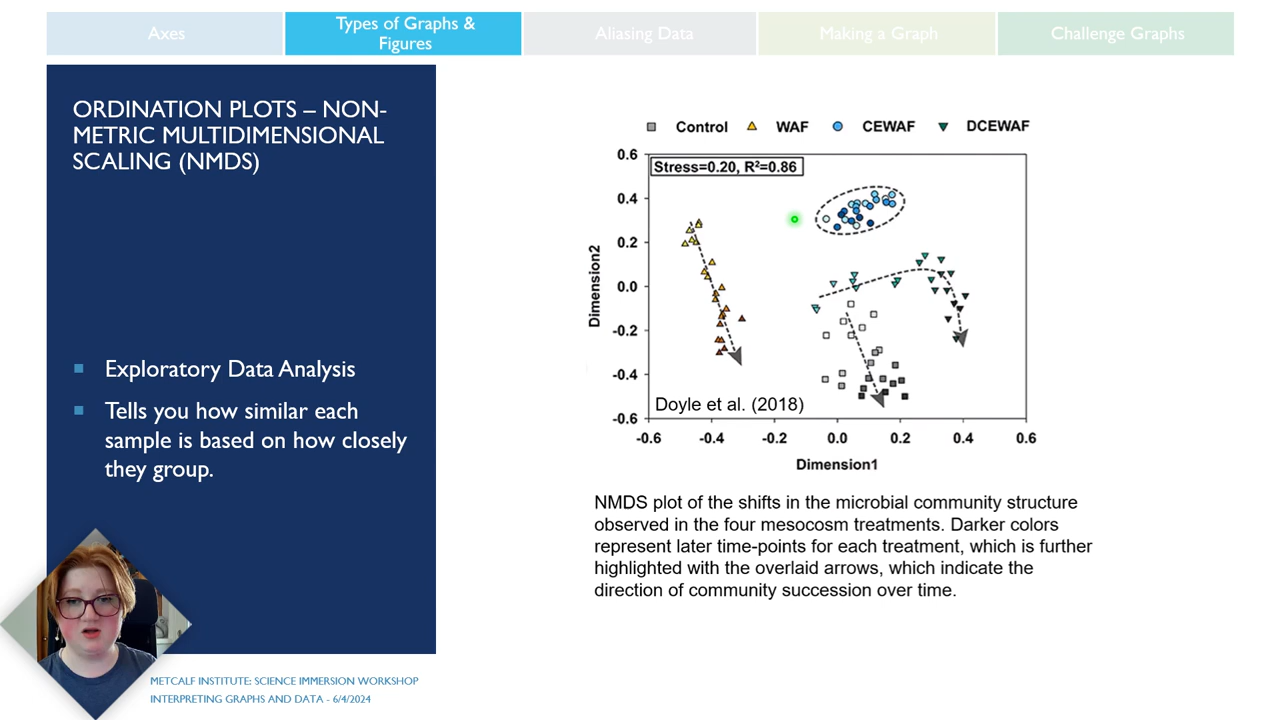 Axes
Types of Graphs &
Figures
Aliasing Data
Making a Graph
Challenge Graphs
ORDINATION PLOTS – NON-
METRIC MULTIDIMENSIONAL
SCALING (NMDS)
Exploratory Data Analysis
Tells you how similar each
sample is based on how closely
they group.
Control WAF CEWAF DCEWAF
Stress=0.20, R²=0.86
0.6
0.4
0.2
0.0
-0.2
-0.4
-0.6
Dimension2
Doyle et al. (2018)
-0.6 -0.4 -0.2 0.0 0.2 0.4 0.6
Dimension1
NMDS plot of the shifts in the microbial community structure
observed in the four mesocosm treatments. Darker colors
represent later time-points for each treatment, which is further
highlighted with the overlaid arrows, which indicate the
direction of community succession over time.
METCALF INSTITUTE: SCIENCE IMMERSION WORKSHOP
INTERPRETING GRAPHS AND DATA - 6/4/2024